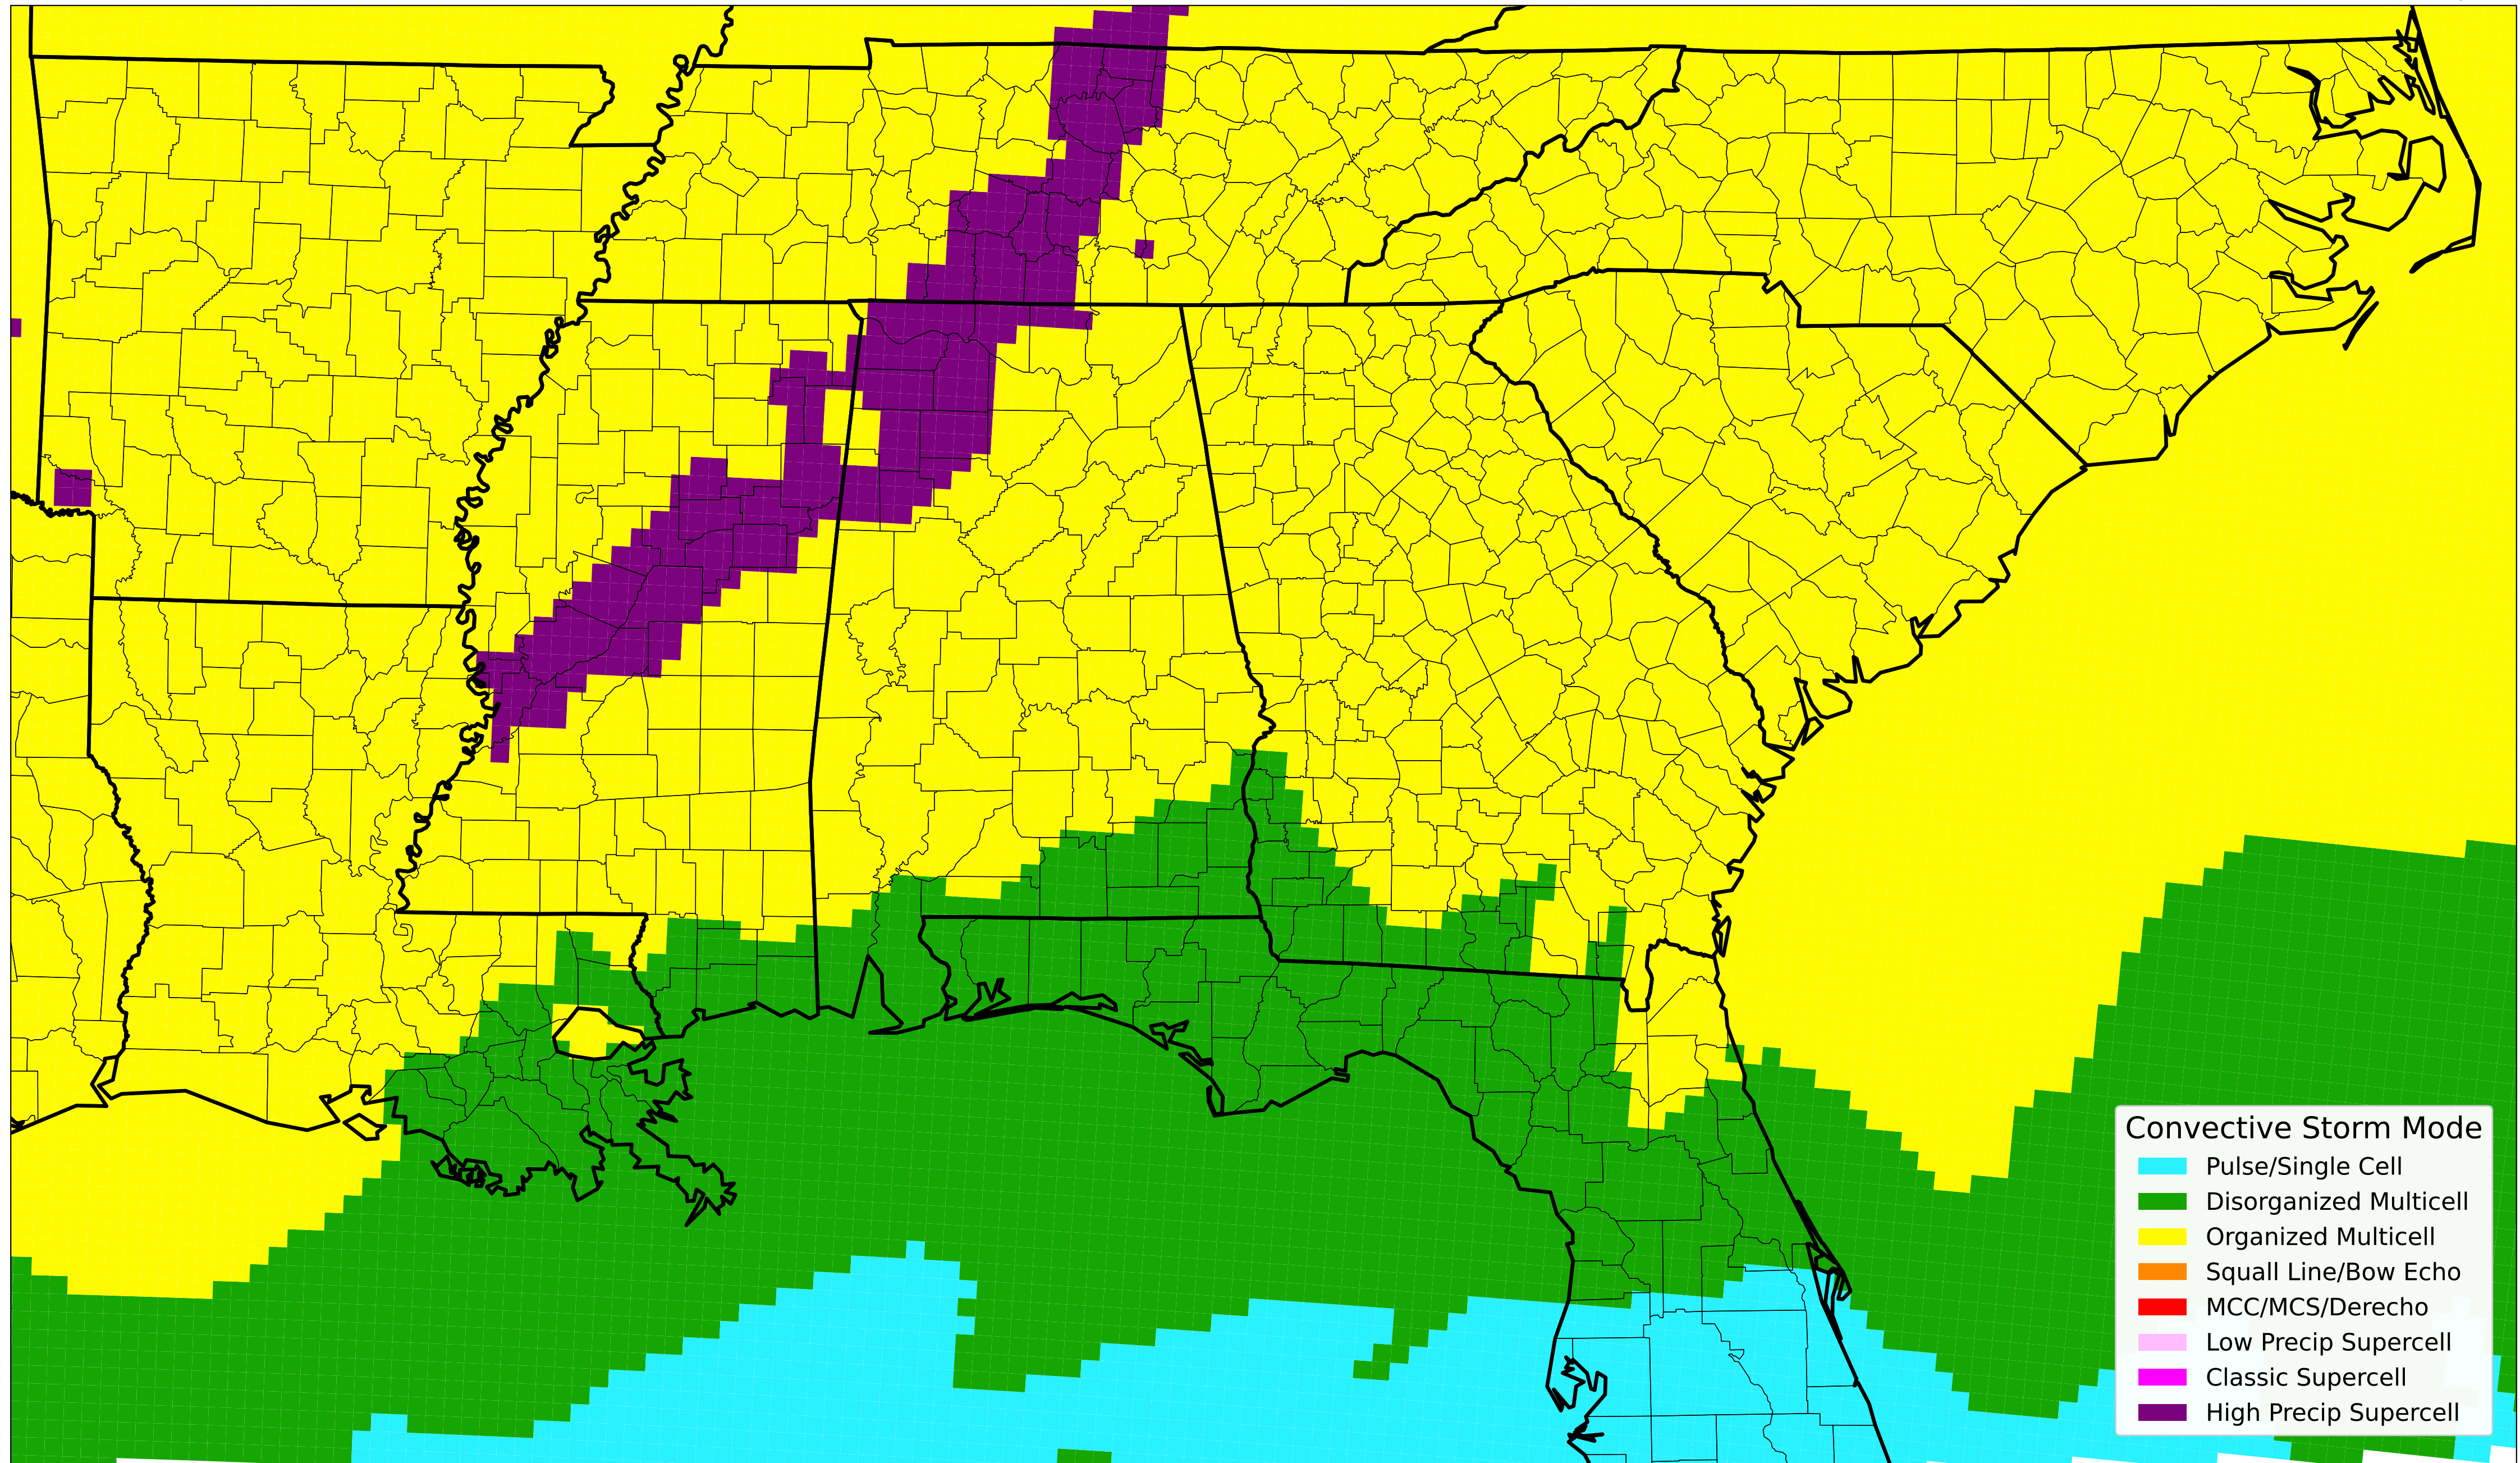 Convective Storm Mode
Pulse/Single Cell
Disorganized Multicell
Organized Multicell
Squall Line/Bow Echo
MCC/MCS/Derecho
Low Precip Supercell
Classic Supercell
High Precip Supercell